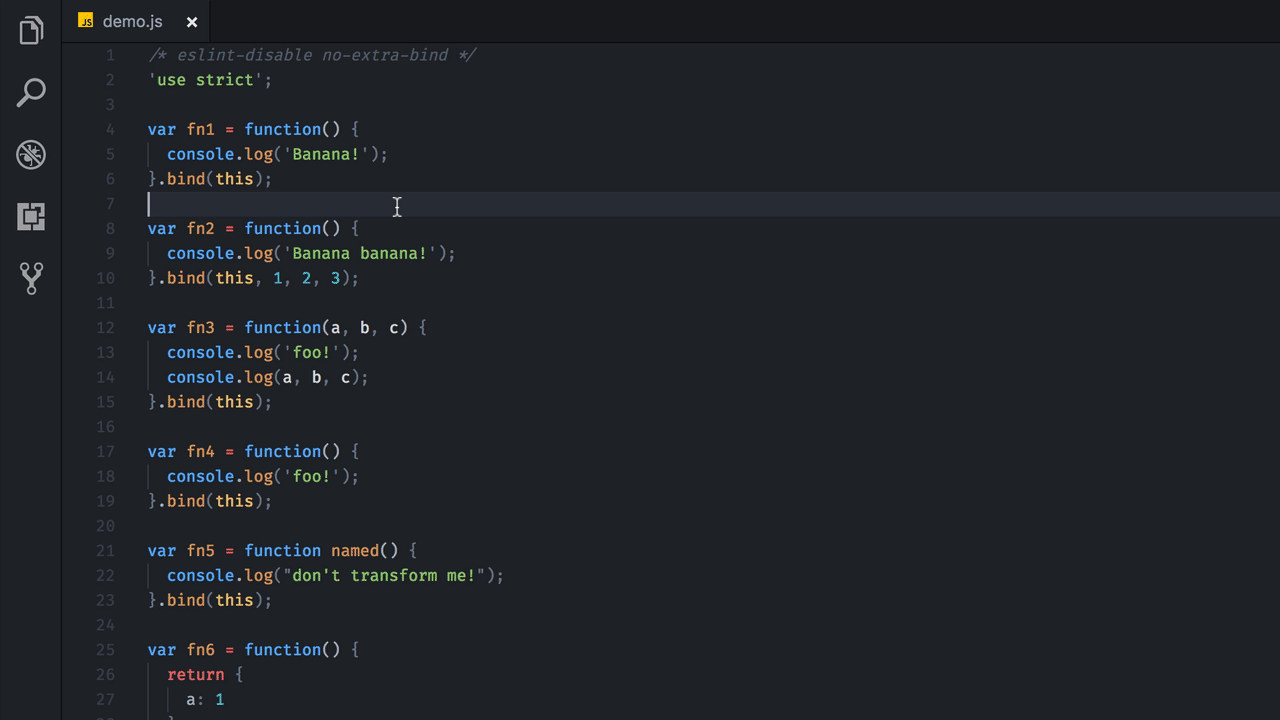 JS demo.js ×
1 /* eslint-disable no-extra-bind */
2 'use strict';
3
4 var fn1 = function() {
5   console.log('Banana!');
6 }.bind(this);
7
8 var fn2 = function() {
9   console.log('Banana banana!');
10 }.bind(this, 1, 2, 3);
11
12 var fn3 = function(a, b, c) {
13   console.log('foo!');
14   console.log(a, b, c);
15 }.bind(this);
16
17 var fn4 = function() {
18   console.log('foo!');
19 }.bind(this);
20
21 var fn5 = function named() {
22   console.log("don't transform me!");
23 }.bind(this);
24
25 var fn6 = function() {
26   return {
27     a: 1